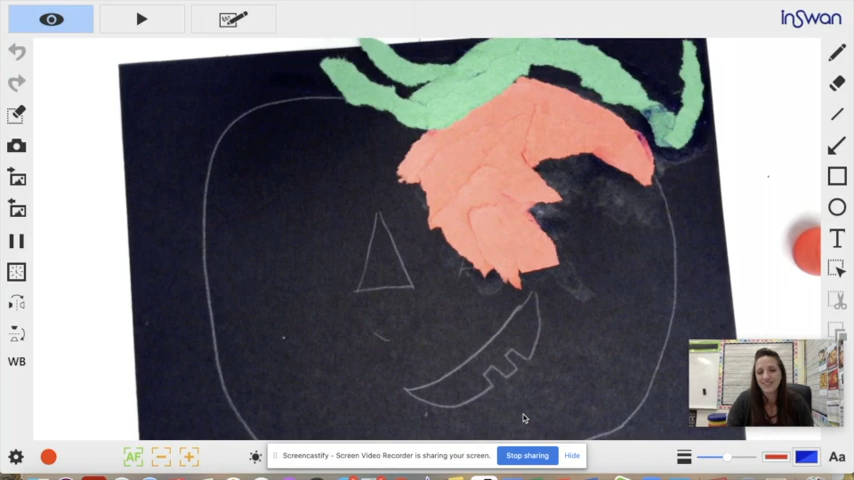 inswan
T
WB
AF
Screencastify - Screen Video Recorder is sharing your screen.
Stop sharing
Hide
Aa